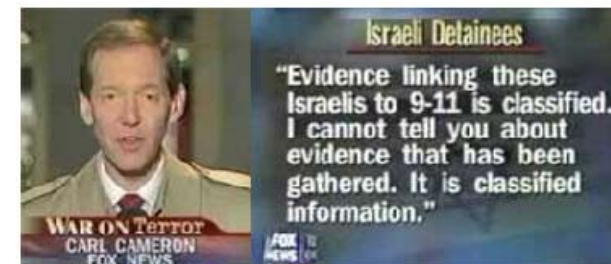 WAR ON Terror
CARL CAMERON
FOX NEWS
Israeli Detainees
“Evidence linking these
Israelis to 9-11 is classified.
I cannot tell you about
evidence that has been
gathered. It is classified
information.”
FOX
NEWS